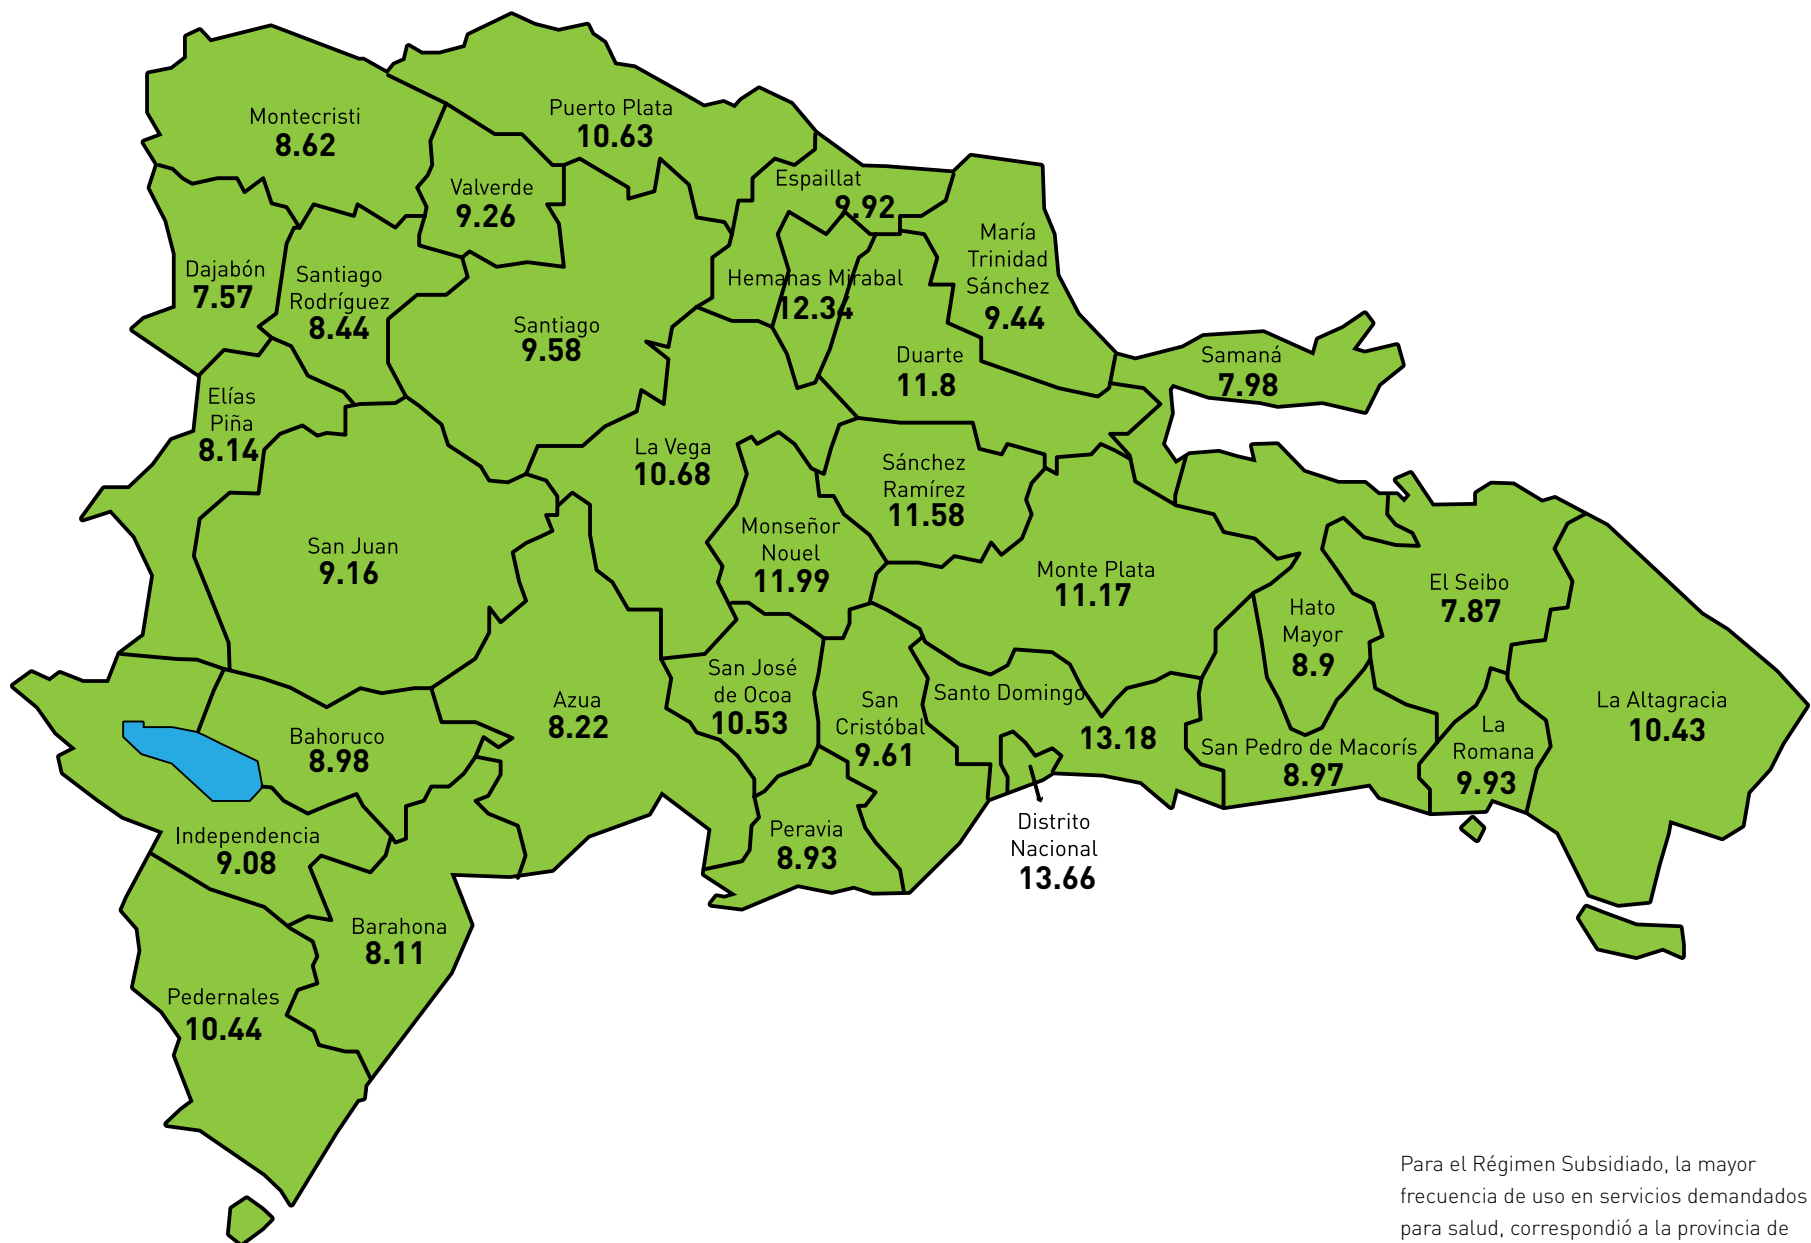 Montecristi
8.62
Puerto Plata
10.63
Valverde
9.26
Espaillat
9.92
María
Trinidad
Sánchez
9.44
Dajabón
7.57
Santiago
Rodríguez
8.44
Hemanas Mirabal
12.34
Santiago
9.58
Duarte
11.8
Samaná
7.98
Elías
Piña
8.14
La Vega
10.68
Sánchez
Ramírez
11.58
Monseñor
Nouel
11.99
San Juan
9.16
Monte Plata
11.17
El Seibo
7.87
Hato
Mayor
8.9
San José
de Ocoa
10.53
Azua
8.22
San
Cristóbal
9.61
Santo Domingo
13.18
La Altagracia
10.43
Bahoruco
8.98
San Pedro de Macorís
8.97
La
Romana
9.93
Independencia
9.08
Peravia
8.93
Distrito
Nacional
13.66
Barahona
8.11
Pedernales
10.44
Para el Régimen Subsidiado, la mayor
frecuencia de uso en servicios demandados
para salud, correspondió a la provincia de